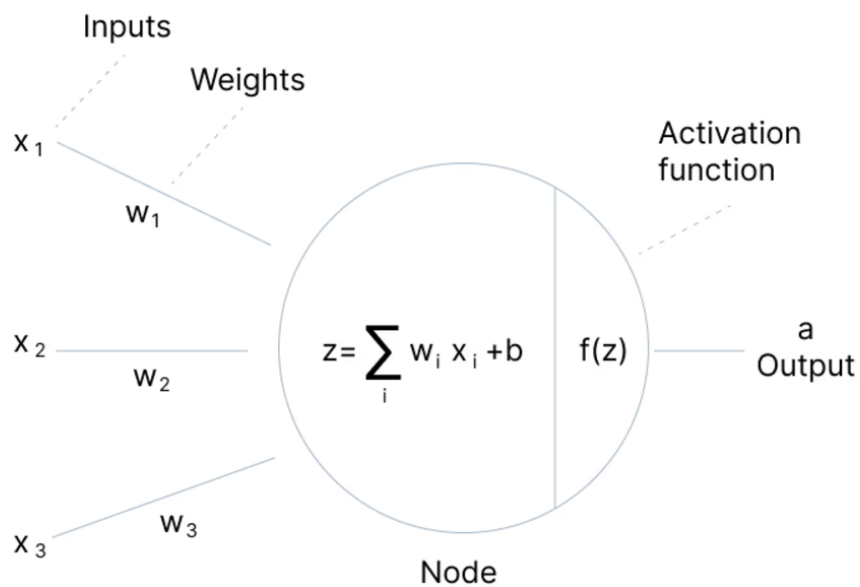 Inputs
Weights
Activation
function
x₁
w₁
x₂
w₂
z= ∑ wᵢ xᵢ +b
i
f(z)
a
Output
w₃
x₃
Node